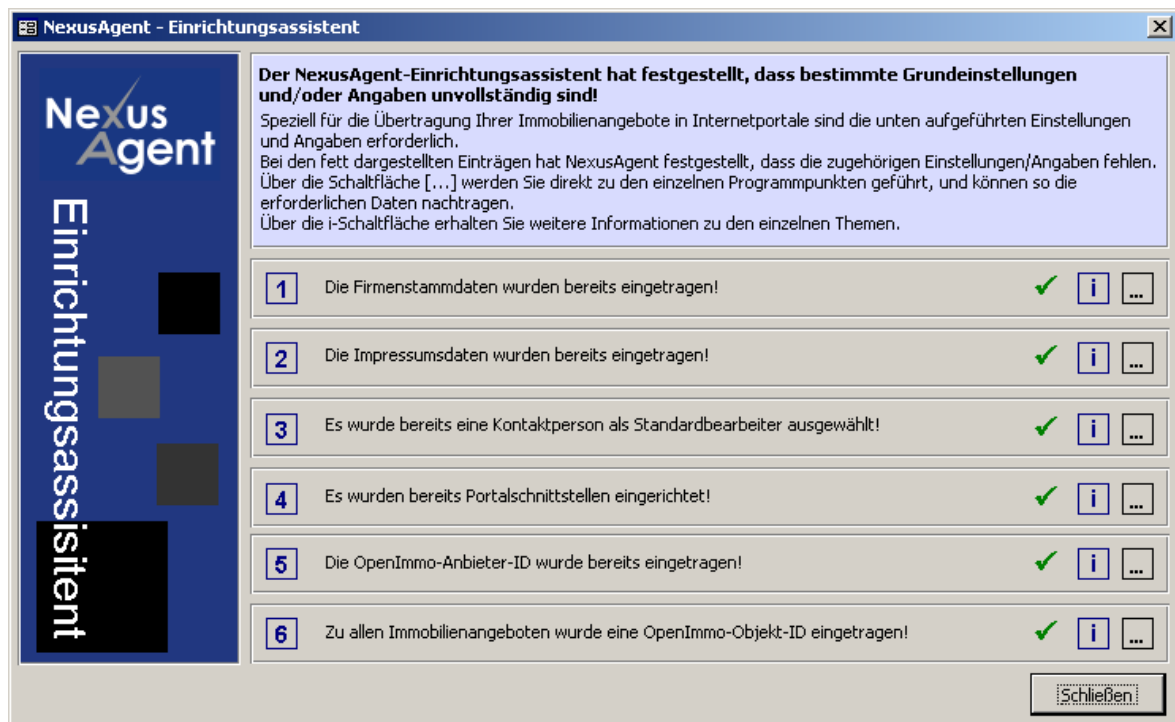 NexusAgent - Einrichtungsassistent
Nexus
Agent
Einrichtungsassisitent
Der NexusAgent-Einrichtungsassistent hat festgestellt, dass bestimmte Grundeinstellungen
und/oder Angaben unvollständig sind!
Speziell für die Übertragung Ihrer Immobilienangebote in Internetportale sind die unten aufgeführten Einstellungen
und Angaben erforderlich.
Bei den fett dargestellten Einträgen hat NexusAgent festgestellt, dass die zugehörigen Einstellungen/Angaben fehlen.
Über die Schaltfläche [...] werden Sie direkt zu den einzelnen Programmpunkten geführt, und können so die
erforderlichen Daten nachtragen.
Über die i-Schaltfläche erhalten Sie weitere Informationen zu den einzelnen Themen.
1 Die Firmenstammdaten wurden bereits eingetragen! i ...
2 Die Impressumsdaten wurden bereits eingetragen! i ...
3 Es wurde bereits eine Kontaktperson als Standardbearbeiter ausgewählt! i ...
4 Es wurden bereits Portalschnittstellen eingerichtet! i ...
5 Die OpenImmo-Anbieter-ID wurde bereits eingetragen! i ...
6 Zu allen Immobilienangeboten wurde eine OpenImmo-Objekt-ID eingetragen! i ...
Schließen